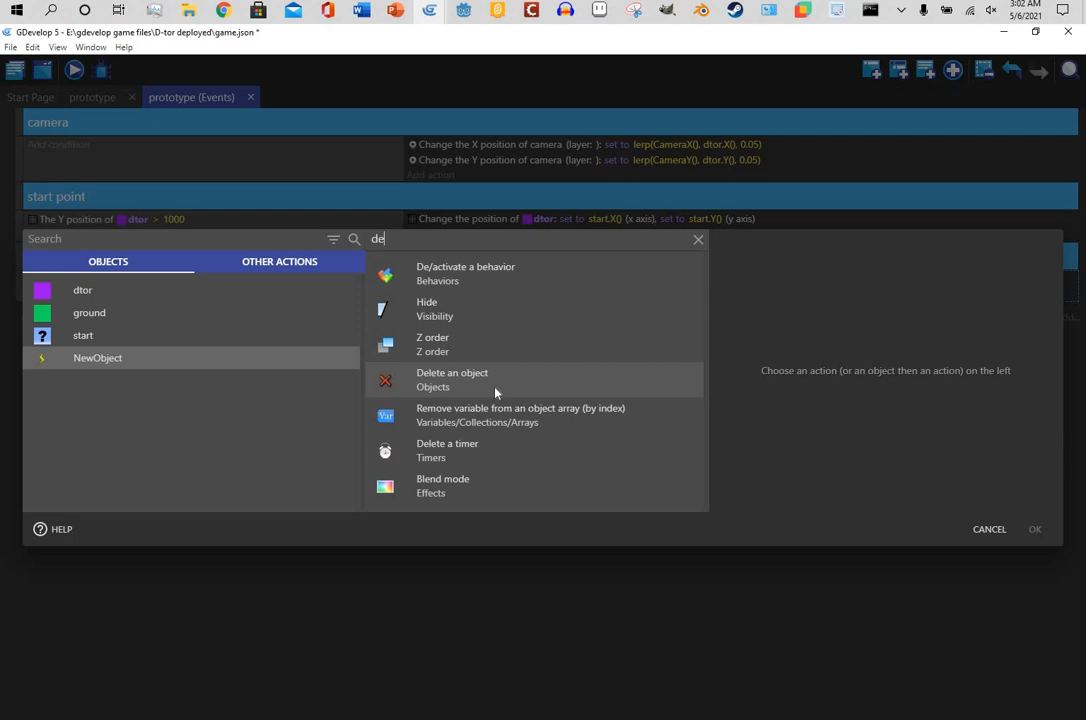 3:02 AM
5/6/2021
GDevelop 5 - E:\gdevelop game files\D-tor deployed\game.json *
File Edit View Window Help
Start Page prototype prototype (Events)
camera
Add condition
Change the X position of camera (layer: ): set to lerp(CameraX(), dtor.X(), 0.05)
Change the Y position of camera (layer: ): set to lerp(CameraY(), dtor.Y(), 0.05)
Add action
start point
The Y position of dtor > 1000
Change the position of dtor: set to start.X() (x axis), set to start.Y() (y axis)
Search
de
OBJECTS OTHER ACTIONS
dtor
ground
start
NewObject
De/activate a behavior
Behaviors
Hide
Visibility
Z order
Z order
Delete an object
Objects
Remove variable from an object array (by index)
Var
Variables/Collections/Arrays
Delete a timer
Timers
Blend mode
Effects
Choose an action (or an object then an action) on the left
HELP
CANCEL OK